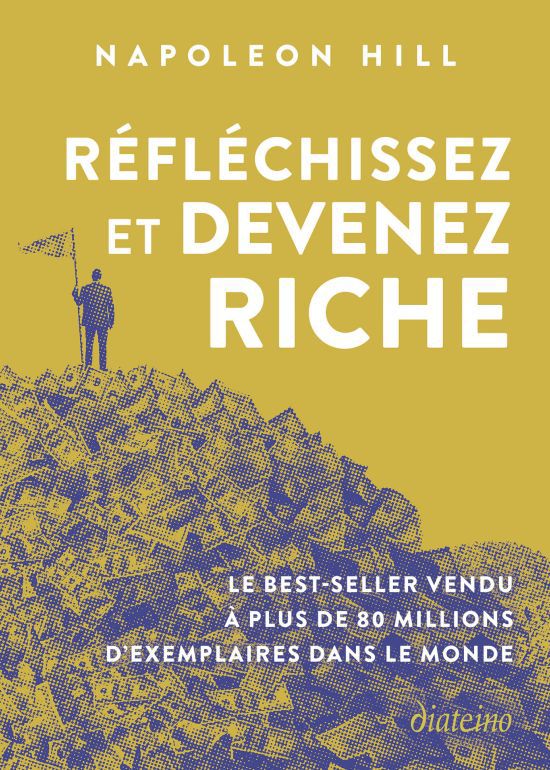 NAPOLEON HILL
RÉFLÉCHISSEZ
ET DEVENEZ
RICHE
LE BEST-SELLER VENDU
À PLUS DE 80 MILLIONS
D'EXEMPLAIRES DANS LE MONDE
diateino